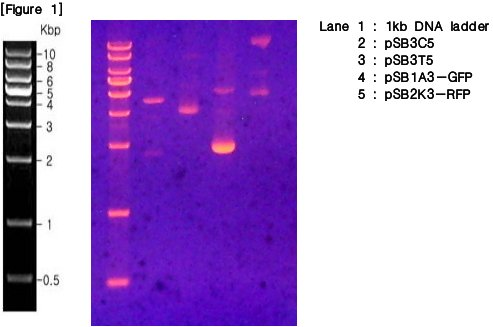 [Figure 1]
Kbp
10
8
6
5
4
3
2
1
0.5
Lane 1 : 1kb DNA ladder
2 : pSB3C5
3 : pSB3T5
4 : pSB1A3-GFP
5 : pSB2K3-RFP